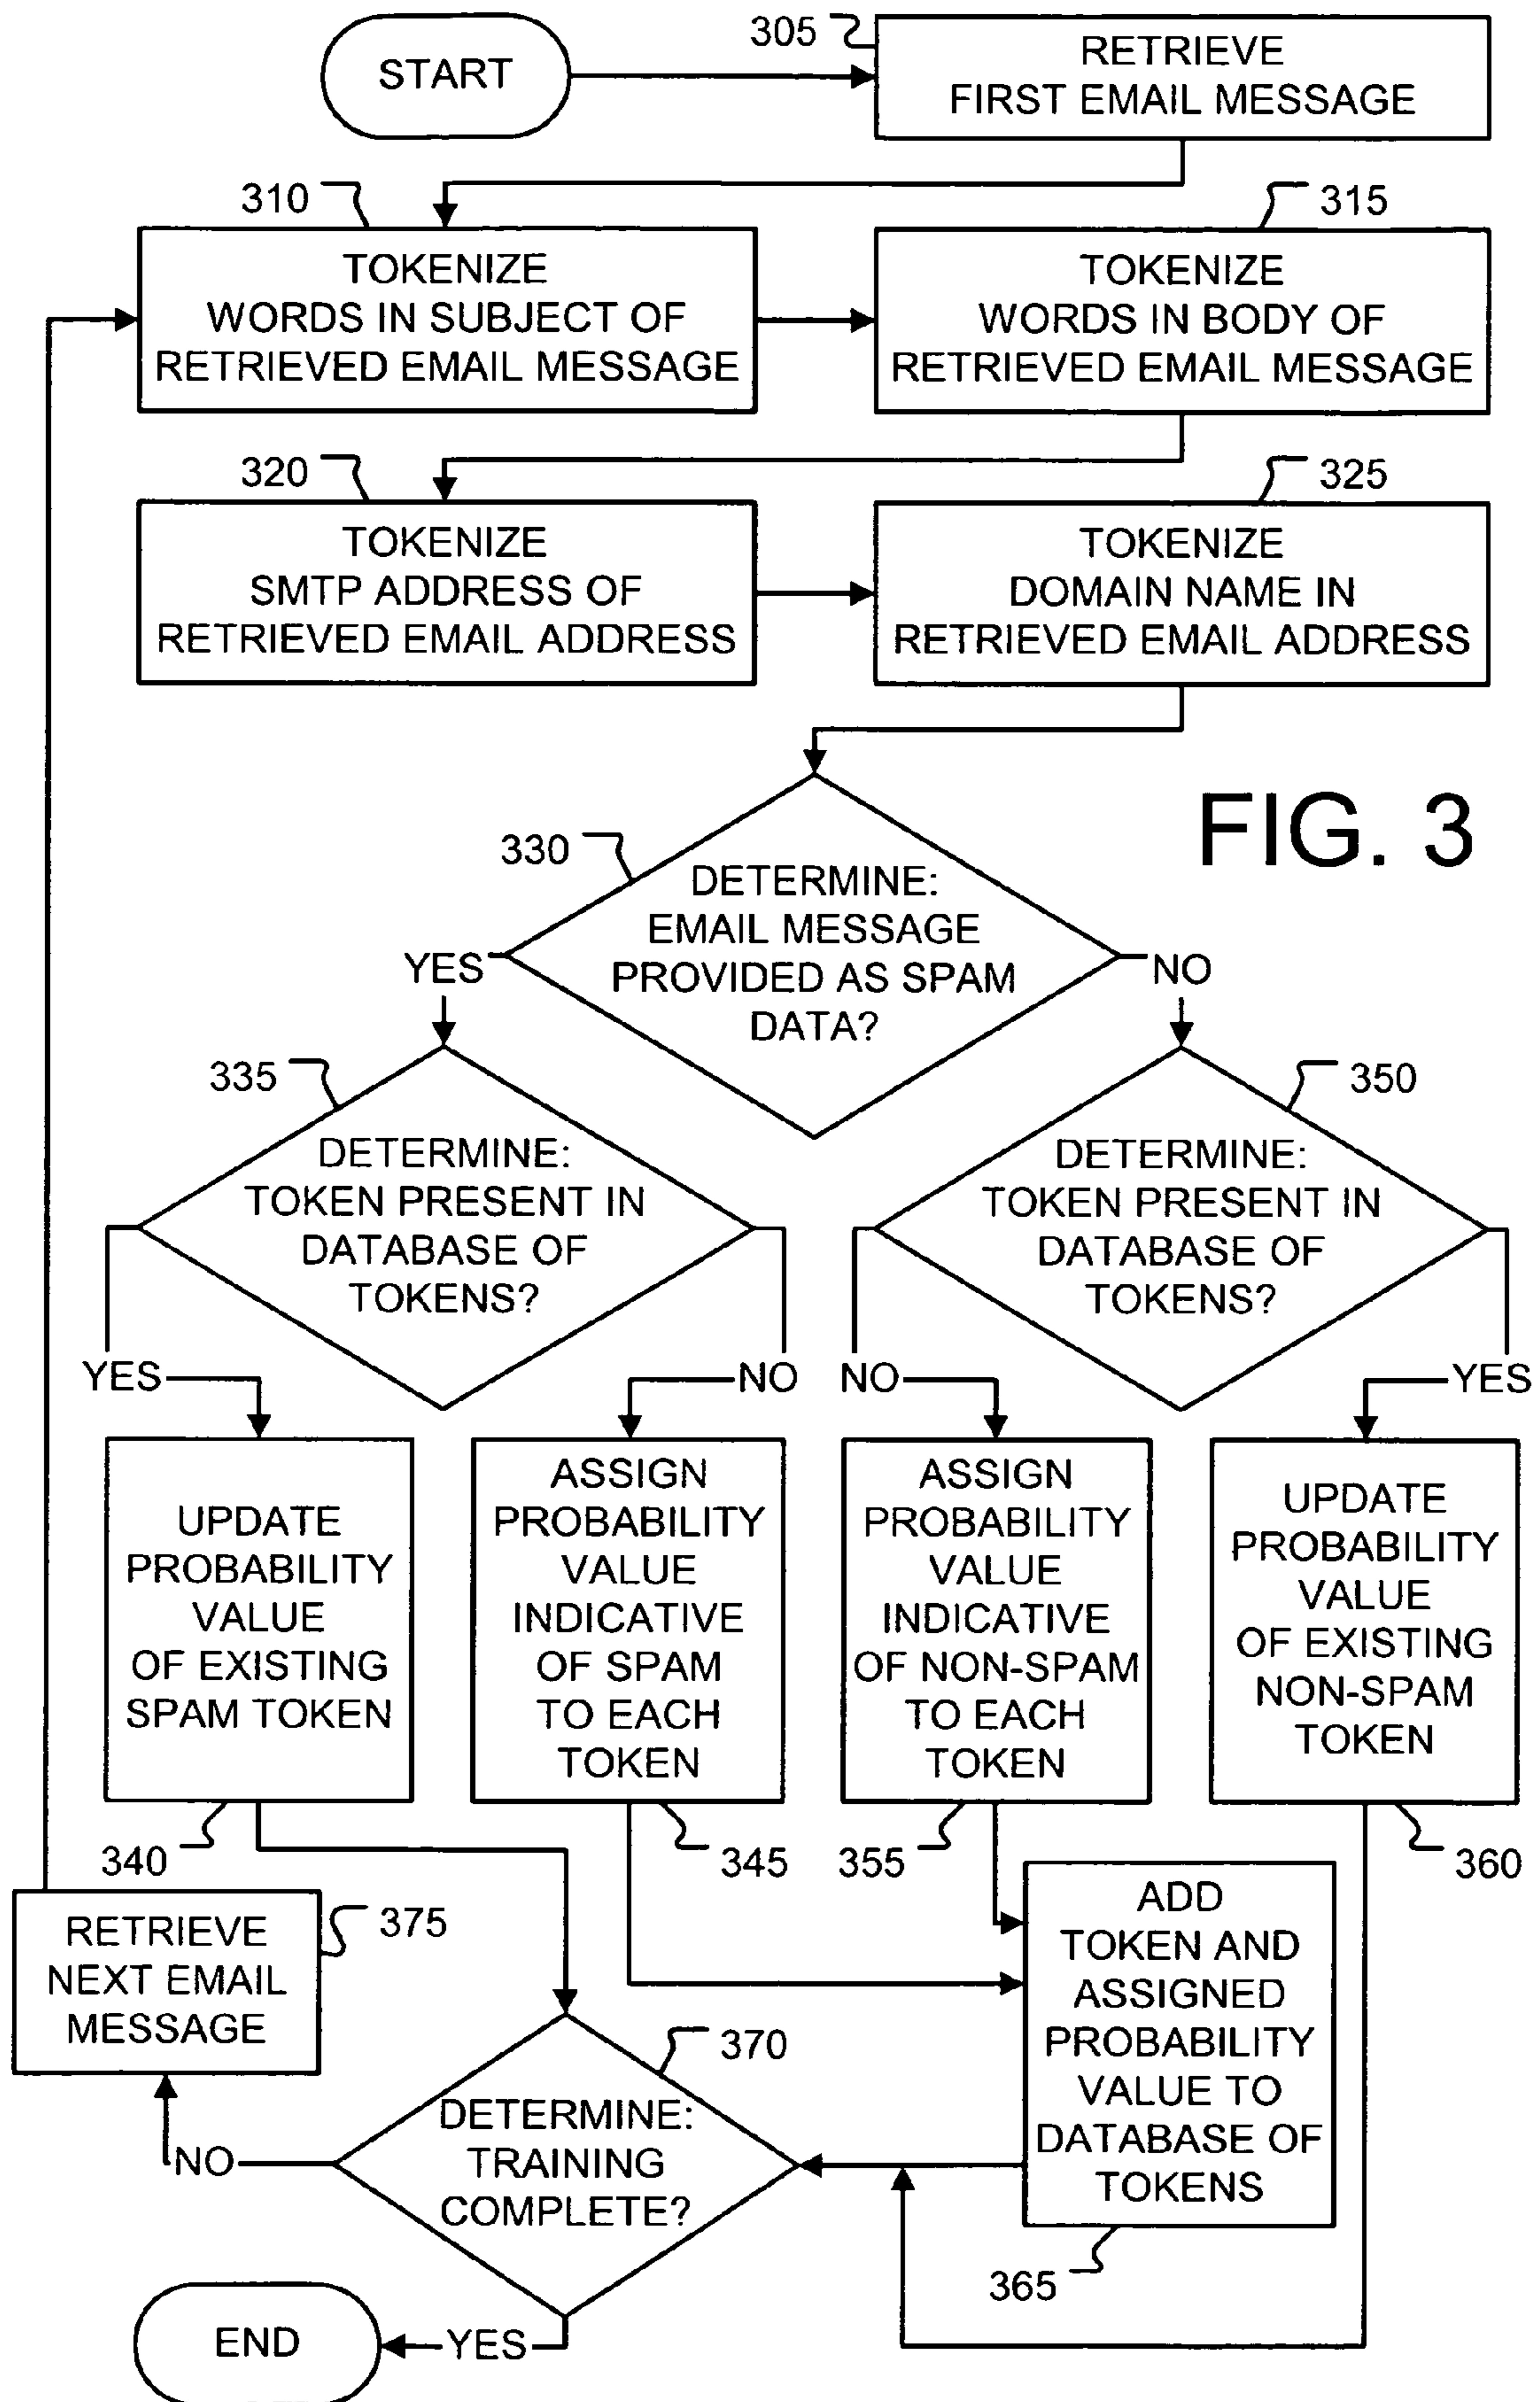 START
305
RETRIEVE
FIRST EMAIL MESSAGE
310
TOKENIZE
WORDS IN SUBJECT OF
RETRIEVED EMAIL MESSAGE
315
TOKENIZE
WORDS IN BODY OF
RETRIEVED EMAIL MESSAGE
320
TOKENIZE
SMTP ADDRESS OF
RETRIEVED EMAIL ADDRESS
325
TOKENIZE
DOMAIN NAME IN
RETRIEVED EMAIL ADDRESS
FIG. 3
330
DETERMINE:
EMAIL MESSAGE
PROVIDED AS SPAM
DATA?
YES
NO
335
DETERMINE:
TOKEN PRESENT IN
DATABASE OF
TOKENS?
350
DETERMINE:
TOKEN PRESENT IN
DATABASE OF
TOKENS?
YES
NO
NO
YES
UPDATE
PROBABILITY
VALUE
OF EXISTING
SPAM TOKEN
ASSIGN
PROBABILITY
VALUE
INDICATIVE
OF SPAM
TO EACH
TOKEN
ASSIGN
PROBABILITY
VALUE
INDICATIVE
OF NON-SPAM
TO EACH
TOKEN
UPDATE
PROBABILITY
VALUE
OF EXISTING
NON-SPAM
TOKEN
340
345
355
360
RETRIEVE
NEXT EMAIL
MESSAGE
375
ADD
TOKEN AND
ASSIGNED
PROBABILITY
VALUE TO
DATABASE OF
TOKENS
370
DETERMINE:
TRAINING
COMPLETE?
NO
365
END
YES